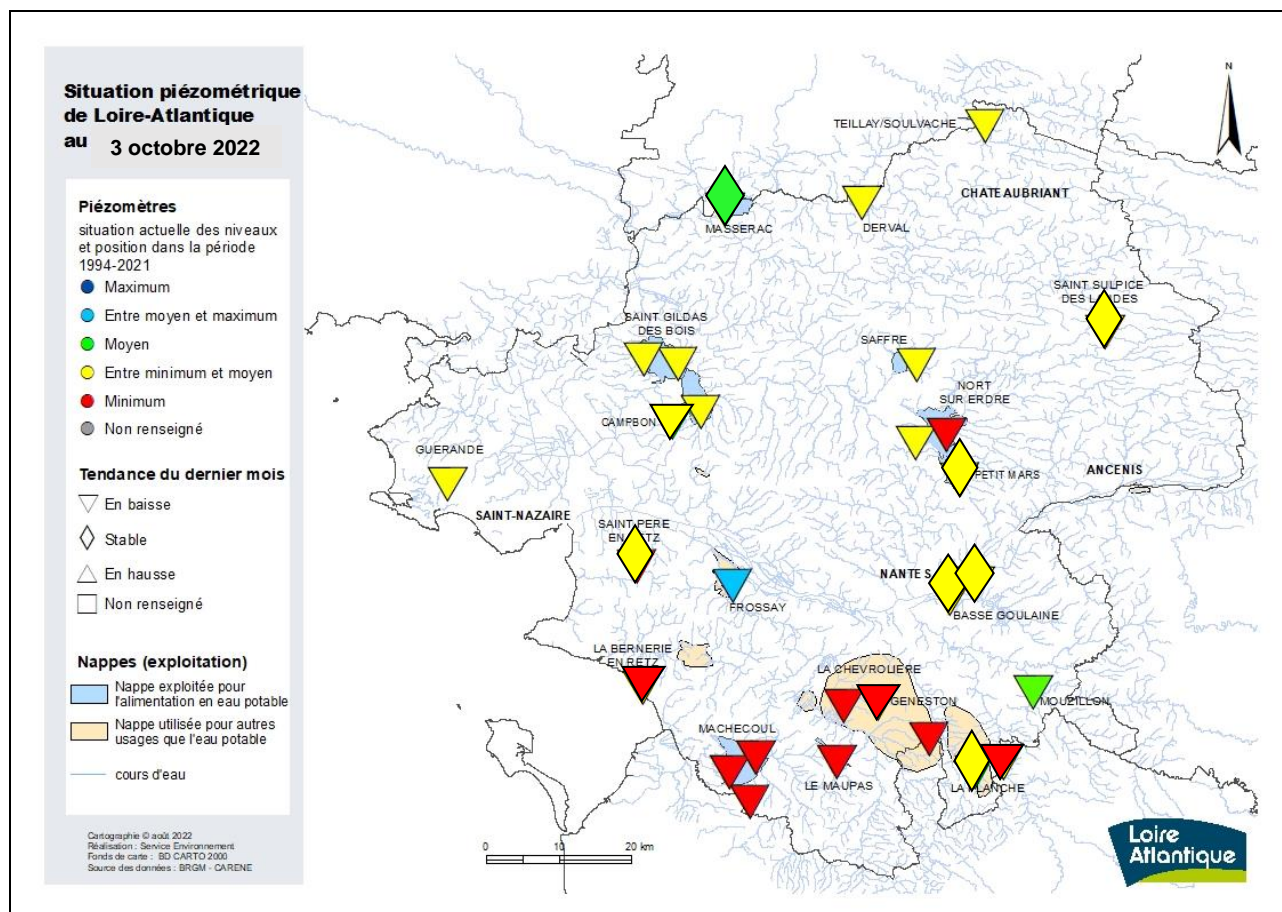 Situation piézométrique
de Loire-Atlantique
au 3 octobre 2022
Piézomètres
situation actuelle des niveaux
et position dans la période
1994-2021
Maximum
Entre moyen et maximum
Moyen
Entre minimum et moyen
Minimum
Non renseigné
Tendance du dernier mois
En baisse
Stable
En hausse
Non renseigné
Nappes (exploitation)
Nappe exploitée pour
l'alimentation en eau potable
Nappe utilisée pour autres
usages que l'eau potable
cours d'eau
Cartographie © août 2022
Réalisation : Service Environnement
Fonds de carte : BD CARTO 2000
Source des données : BRGM - CARENE
N
TEILLAY/SOULVACHE
CHATEAUBRIANT
MASSERAC
DERVAL
SAINT SULPICE
DES LANDES
SAINT GILDAS
DES BOIS
SAFFRE
NORT
SUR ERDRE
CAMPBON
GUERANDE
PETIT MARS
ANCENIS
SAINT-NAZAIRE
SAINT PERE
EN RETZ
NANTES
FROSSAY
BASSE GOULAINE
LA BERNERIE
EN RETZ
LA CHEVROLIERE
GENESTON
MOUZILLON
MACHECOUL
LE MAUPAS
LA PLANCHE
0 10 20 km
Loire
Atlantique